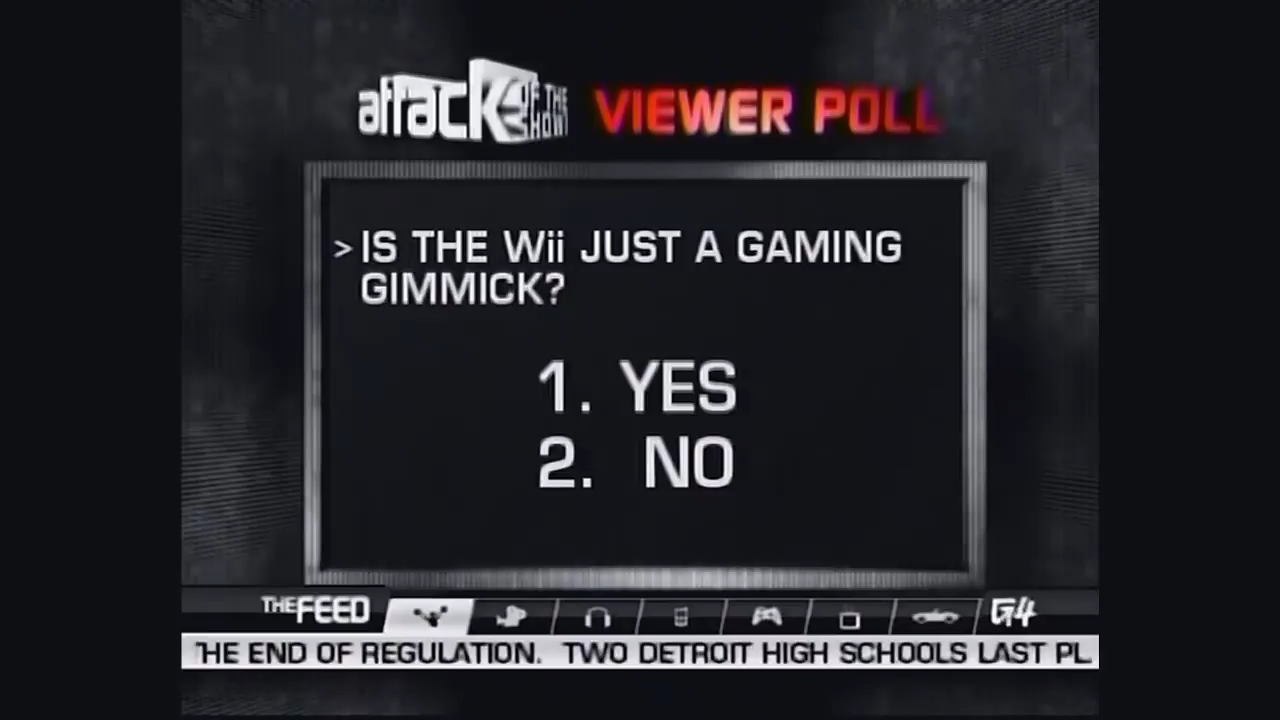 attack OF THE SHOW!
VIEWER POLL
> IS THE Wii JUST A GAMING
GIMMICK?
1. YES
2. NO
THE FEED
G4
HE END OF REGULATION. TWO DETROIT HIGH SCHOOLS LAST PL